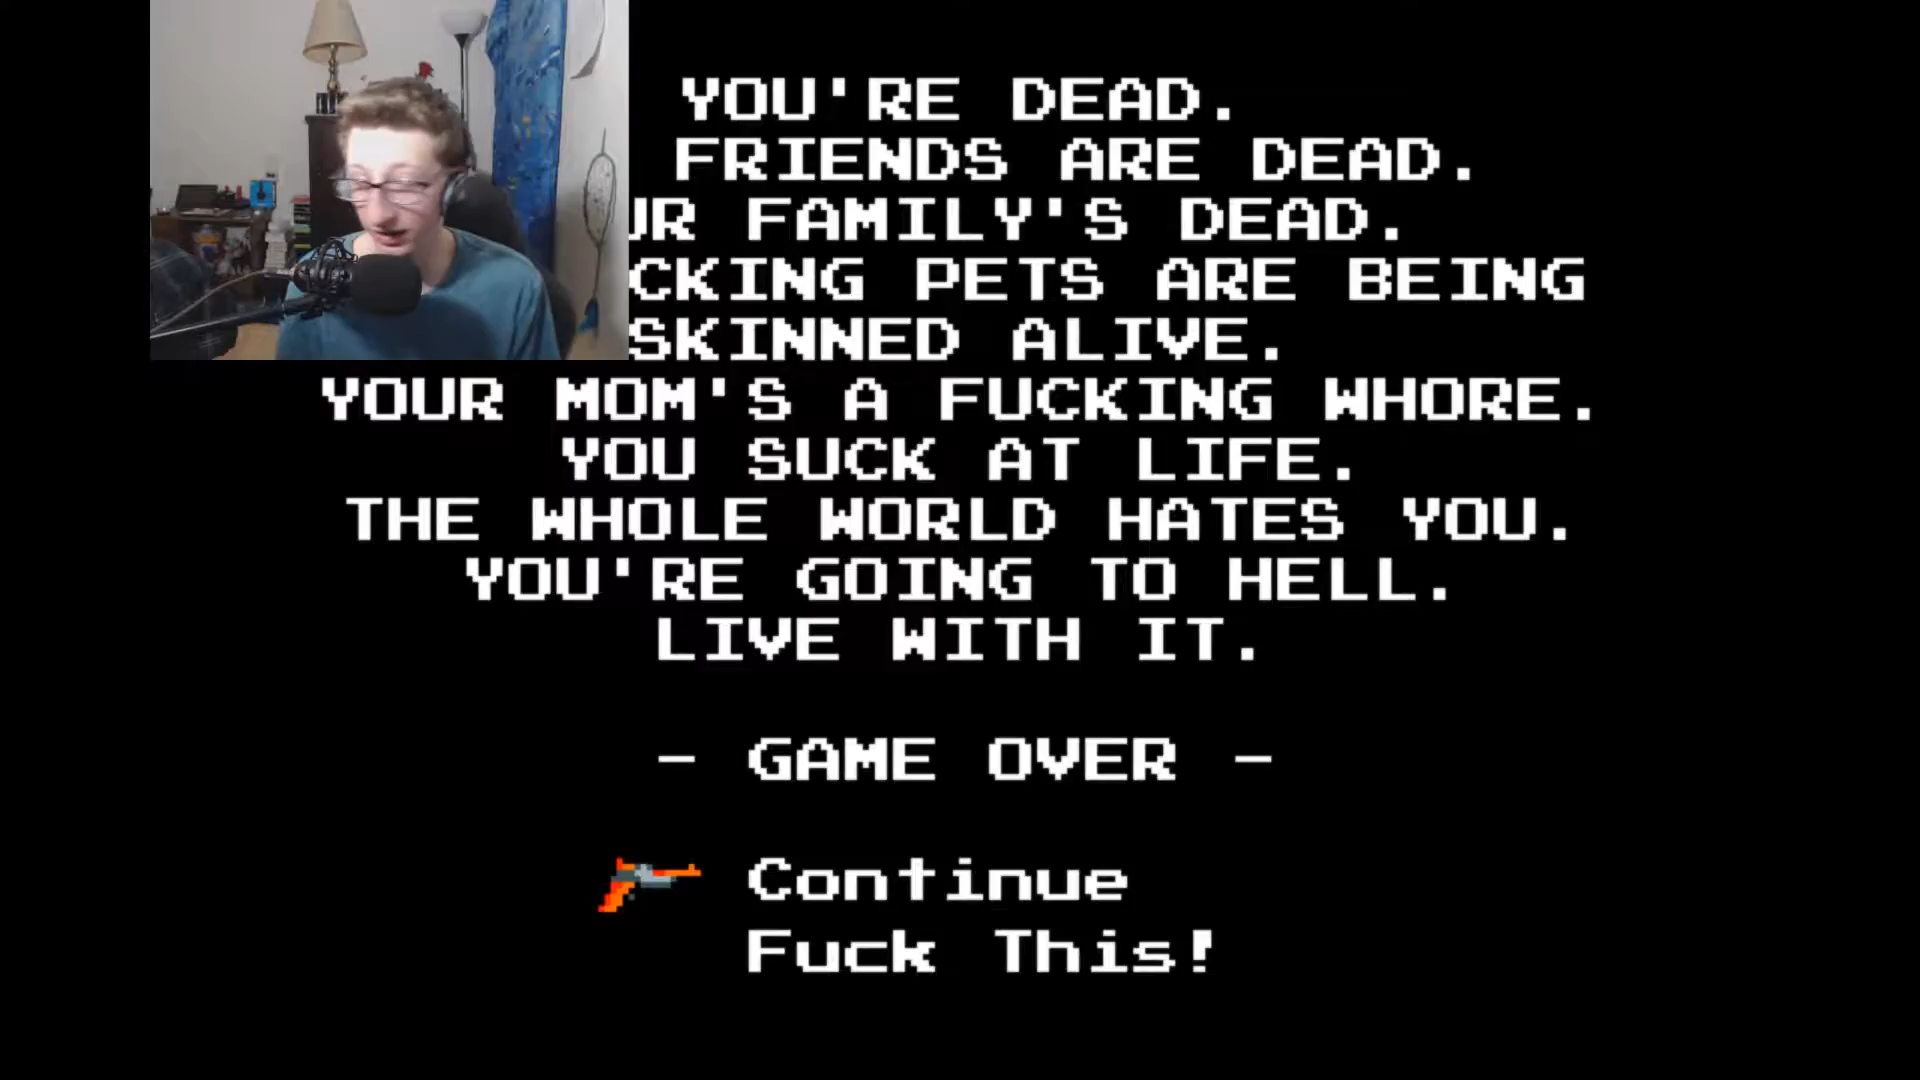 YOU'RE DEAD.
FRIENDS ARE DEAD.
UR FAMILY'S DEAD.
CKING PETS ARE BEING
SKINNED ALIVE.
YOUR MOM'S A FUCKING WHORE.
YOU SUCK AT LIFE.
THE WHOLE WORLD HATES YOU.
YOU'RE GOING TO HELL.
LIVE WITH IT.
- GAME OVER -
Continue
Fuck This!